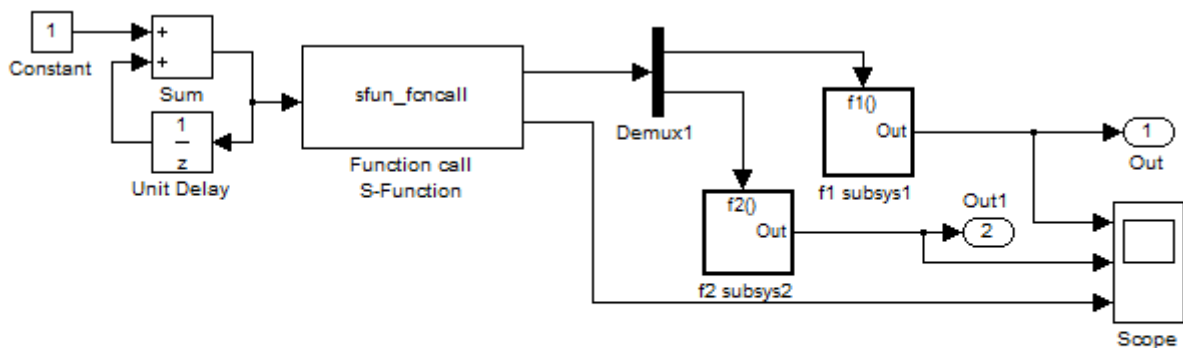 1
Constant
+
+
Sum
1
z
Unit Delay
sfun_fcncall
Function call
S-Function
Demux1
f1()
Out
f1 subsys1
f2()
Out
f2 subsys2
1
Out
Out1
2
Scope